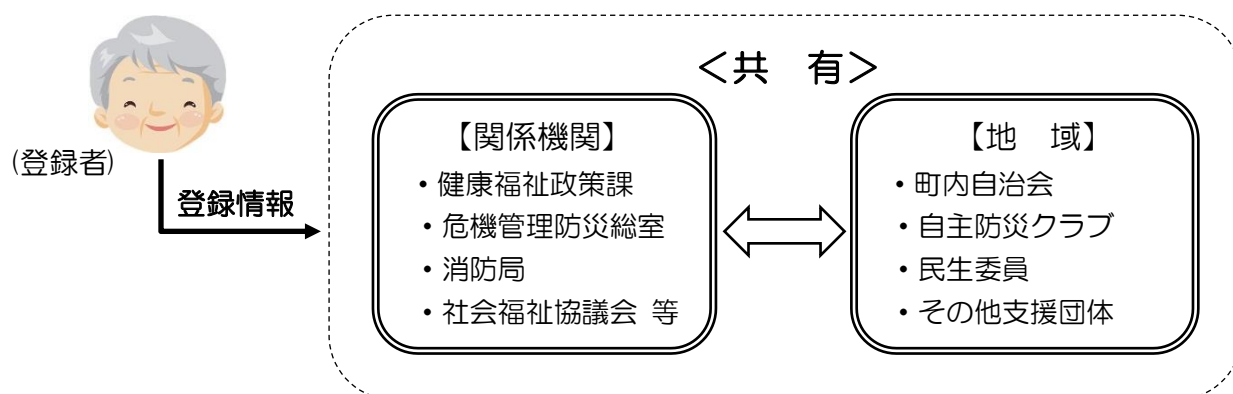 ＜共　有＞
(登録者)
登録情報
【関係機関】
・健康福祉政策課
・危機管理防災総室
・消防局
・社会福祉協議会 等
【地　域】
・町内自治会
・自主防災クラブ
・民生委員
・その他支援団体